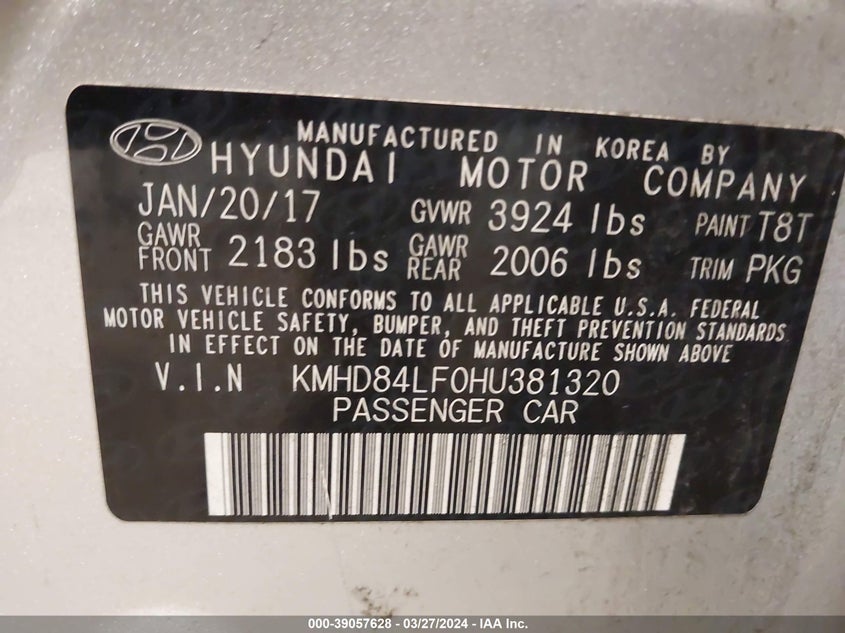 MANUFACTURED IN KOREA BY
HYUNDAI MOTOR COMPANY
JAN/20/17 GVWR 3924 lbs PAINT T8T
GAWR FRONT 2183 lbs GAWR REAR 2006 lbs TRIM PKG
THIS VEHICLE CONFORMS TO ALL APPLICABLE U.S.A. FEDERAL
MOTOR VEHICLE SAFETY, BUMPER, AND THEFT PREVENTION STANDARDS
IN EFFECT ON THE DATE OF MANUFACTURE SHOWN ABOVE
V.I.N KMHD84LF0HU381320
PASSENGER CAR
000-39057628 - 03/27/2024 - IAA Inc.